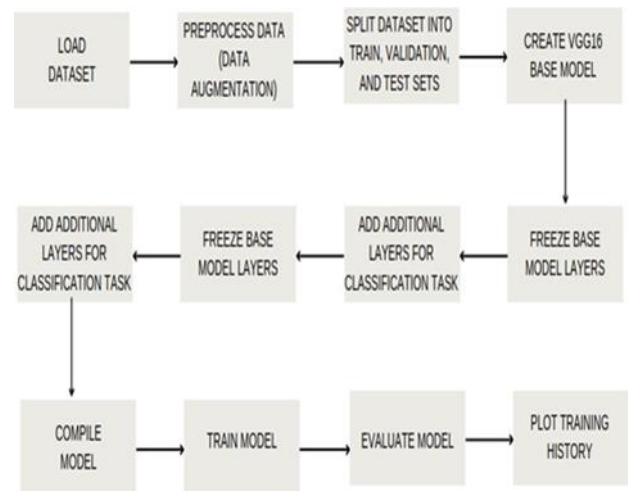 LOAD
DATASET
PREPROCESS DATA
(DATA
AUGMENTATION)
SPLIT DATASET INTO
TRAIN, VALIDATION,
AND TEST SETS
CREATE VGG16
BASE MODEL
FREEZE BASE
MODEL LAYERS
ADD ADDITIONAL
LAYERS FOR
CLASSIFICATION TASK
FREEZE BASE
MODEL LAYERS
ADD ADDITIONAL
LAYERS FOR
CLASSIFICATION TASK
COMPILE
MODEL
TRAIN MODEL
EVALUATE MODEL
PLOT TRAINING
HISTORY